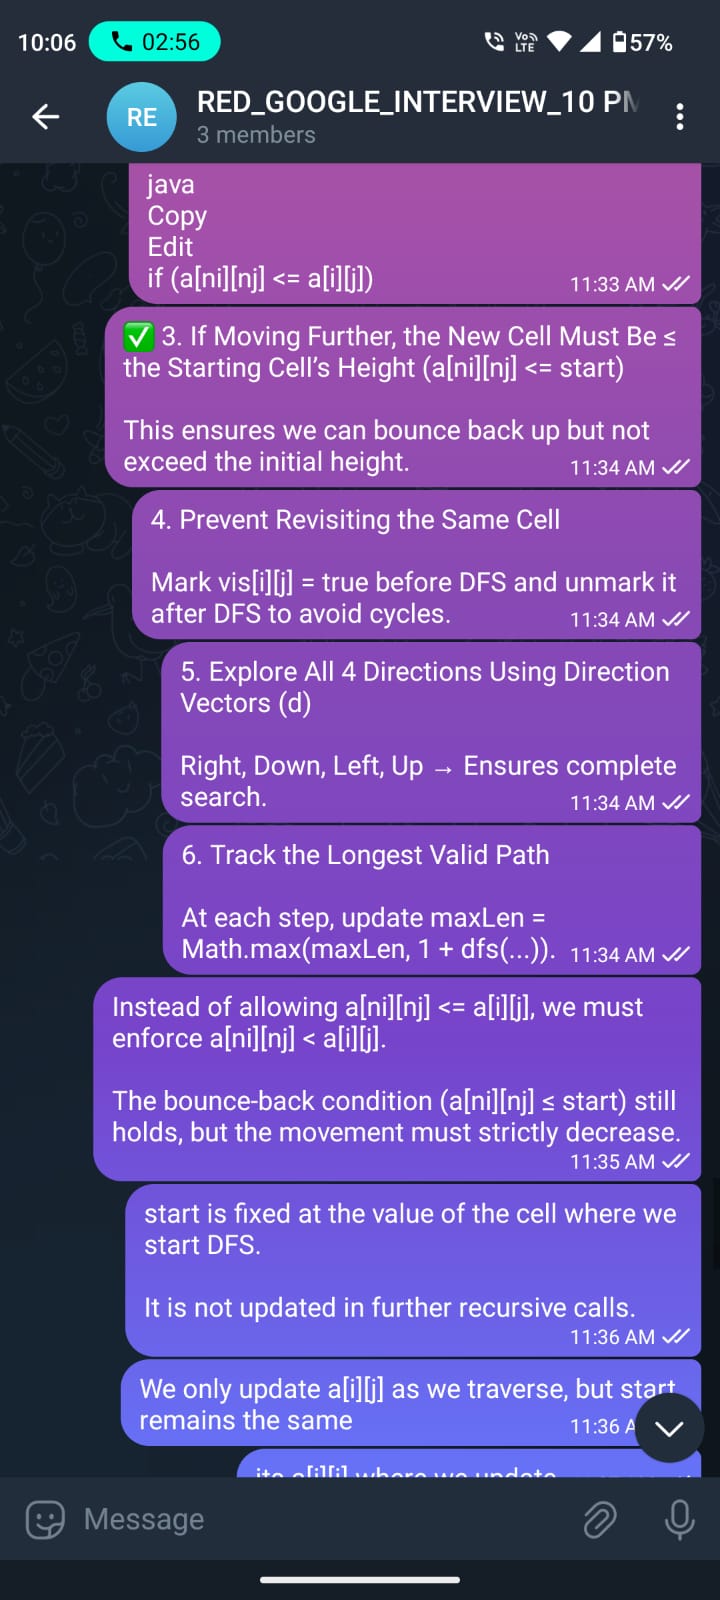 10:06 02:56 Vo) LTE 57%
RE RED_GOOGLE_INTERVIEW_10 PM
3 members
java
Copy
Edit
if (a[ni][nj] <= a[i][j])
11:33 AM
✅ 3. If Moving Further, the New Cell Must Be ≤
the Starting Cell’s Height (a[ni][nj] <= start)
This ensures we can bounce back up but not
exceed the initial height.
11:34 AM
4. Prevent Revisiting the Same Cell
Mark vis[i][j] = true before DFS and unmark it
after DFS to avoid cycles.
11:34 AM
5. Explore All 4 Directions Using Direction
Vectors (d)
Right, Down, Left, Up → Ensures complete
search.
11:34 AM
6. Track the Longest Valid Path
At each step, update maxLen =
Math.max(maxLen, 1 + dfs(...)).
11:34 AM
Instead of allowing a[ni][nj] <= a[i][j], we must
enforce a[ni][nj] < a[i][j].
The bounce-back condition (a[ni][nj] ≤ start) still
holds, but the movement must strictly decrease.
11:35 AM
start is fixed at the value of the cell where we
start DFS.
It is not updated in further recursive calls.
11:36 AM
We only update a[i][j] as we traverse, but start
remains the same
11:36 A
its a[i][j] where we update
Message